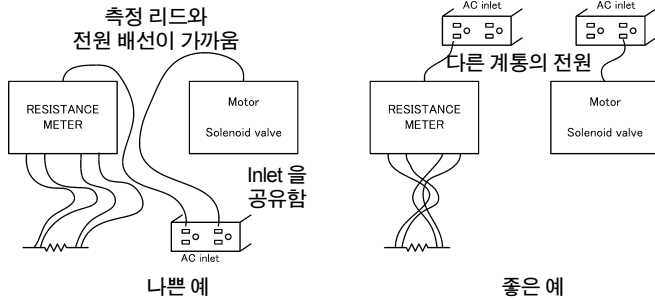 측정 리드와
전원 배선이 가까움
RESISTANCE
METER
Motor
Solenoid valve
Inlet 을
공유함
AC inlet
나쁜 예
AC inlet
AC inlet
다른 계통의 전원
RESISTANCE
METER
Motor
Solenoid valve
좋은 예